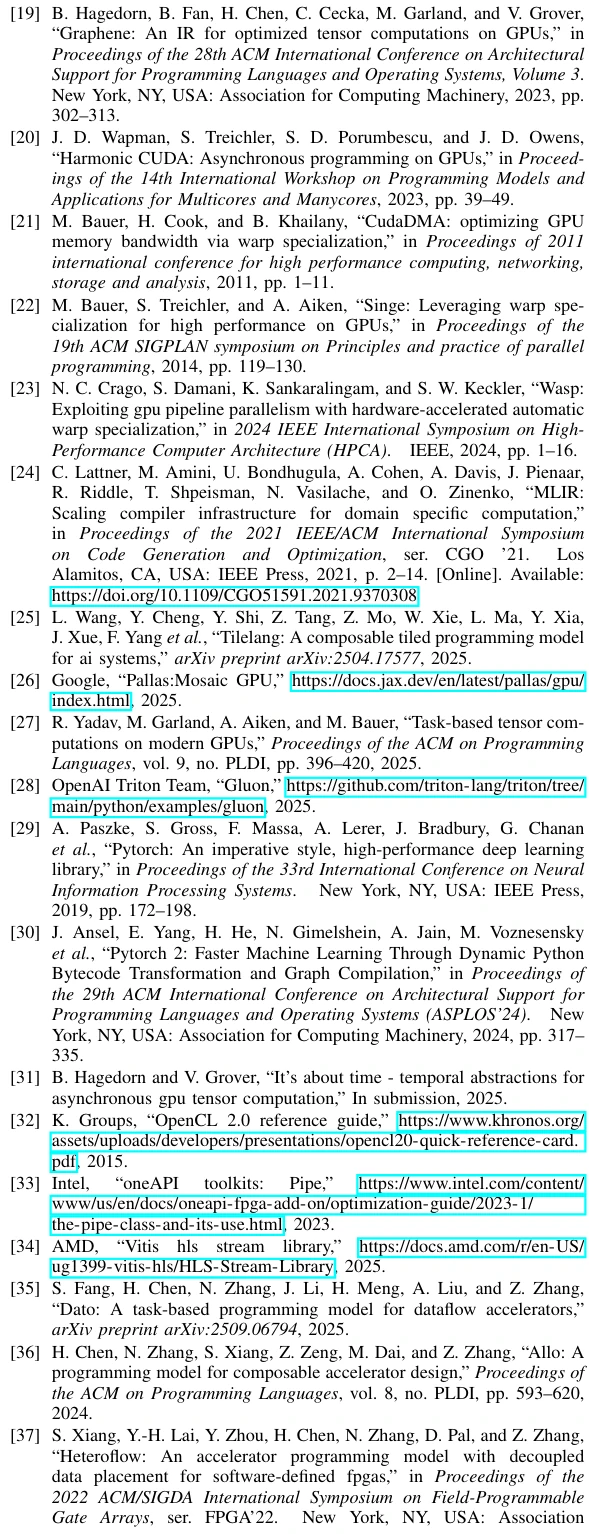 [19] B. Hagedorn, B. Fan, H. Chen, C. Cecka, M. Garland, and V. Grover,
“Graphene: An IR for optimized tensor computations on GPUs,” in
Proceedings of the 28th ACM International Conference on Architectural
Support for Programming Languages and Operating Systems, Volume 3.
New York, NY, USA: Association for Computing Machinery, 2023, pp.
302–313.
[20] J. D. Wapman, S. Treichler, S. D. Porumbescu, and J. D. Owens,
“Harmonic CUDA: Asynchronous programming on GPUs,” in Proceed-
ings of the 14th International Workshop on Programming Models and
Applications for Multicores and Manycores, 2023, pp. 39–49.
[21] M. Bauer, H. Cook, and B. Khailany, “CudaDMA: optimizing GPU
memory bandwidth via warp specialization,” in Proceedings of 2011
international conference for high performance computing, networking,
storage and analysis, 2011, pp. 1–11.
[22] M. Bauer, S. Treichler, and A. Aiken, “Singe: Leveraging warp spe-
cialization for high performance on GPUs,” in Proceedings of the
19th ACM SIGPLAN symposium on Principles and practice of parallel
programming, 2014, pp. 119–130.
[23] N. C. Crago, S. Damani, K. Sankaralingam, and S. W. Keckler, “Wasp:
Exploiting gpu pipeline parallelism with hardware-accelerated automatic
warp specialization,” in 2024 IEEE International Symposium on High-
Performance Computer Architecture (HPCA). IEEE, 2024, pp. 1–16.
[24] C. Lattner, M. Amini, U. Bondhugula, A. Cohen, A. Davis, J. Pienaar,
R. Riddle, T. Shpeisman, N. Vasilache, and O. Zinenko, “MLIR:
Scaling compiler infrastructure for domain specific computation,”
in Proceedings of the 2021 IEEE/ACM International Symposium
on Code Generation and Optimization, ser. CGO ’21. Los
Alamitos, CA, USA: IEEE Press, 2021, p. 2–14. [Online]. Available:
https://doi.org/10.1109/CGO51591.2021.9370308
[25] L. Wang, Y. Cheng, Y. Shi, Z. Tang, Z. Mo, W. Xie, L. Ma, Y. Xia,
J. Xue, F. Yang et al., “Tilelang: A composable tiled programming model
for ai systems,” arXiv preprint arXiv:2504.17577, 2025.
[26] Google, “Pallas:Mosaic GPU,” https://docs.jax.dev/en/latest/pallas/gpu/
index.html, 2025.
[27] R. Yadav, M. Garland, A. Aiken, and M. Bauer, “Task-based tensor com-
putations on modern GPUs,” Proceedings of the ACM on Programming
Languages, vol. 9, no. PLDI, pp. 396–420, 2025.
[28] OpenAI Triton Team, “Gluon,” https://github.com/triton-lang/triton/tree/
main/python/examples/gluon, 2025.
[29] A. Paszke, S. Gross, F. Massa, A. Lerer, J. Bradbury, G. Chanan
et al., “Pytorch: An imperative style, high-performance deep learning
library,” in Proceedings of the 33rd International Conference on Neural
Information Processing Systems. New York, NY, USA: IEEE Press,
2019, pp. 172–198.
[30] J. Ansel, E. Yang, H. He, N. Gimelshein, A. Jain, M. Voznesensky
et al., “Pytorch 2: Faster Machine Learning Through Dynamic Python
Bytecode Transformation and Graph Compilation,” in Proceedings of
the 29th ACM International Conference on Architectural Support for
Programming Languages and Operating Systems (ASPLOS’24). New
York, NY, USA: Association for Computing Machinery, 2024, pp. 317–
335.
[31] B. Hagedorn and V. Grover, “It’s about time - temporal abstractions for
asynchronous gpu tensor computation,” In submission, 2025.
[32] K. Groups, “OpenCL 2.0 reference guide,” https://www.khronos.org/
assets/uploads/developers/presentations/opencl20-quick-reference-card.
pdf, 2015.
[33] Intel, “oneAPI toolkits: Pipe,” https://www.intel.com/content/
www/us/en/docs/oneapi-fpga-add-on/optimization-guide/2023-1/
the-pipe-class-and-its-use.html, 2023.
[34] AMD, “Vitis hls stream library,” https://docs.amd.com/r/en-US/
ug1399-vitis-hls/HLS-Stream-Library, 2025.
[35] S. Fang, H. Chen, N. Zhang, J. Li, H. Meng, A. Liu, and Z. Zhang,
“Dato: A task-based programming model for dataflow accelerators,”
arXiv preprint arXiv:2509.06794, 2025.
[36] H. Chen, N. Zhang, S. Xiang, Z. Zeng, M. Dai, and Z. Zhang, “Allo: A
programming model for composable accelerator design,” Proceedings of
the ACM on Programming Languages, vol. 8, no. PLDI, pp. 593–620,
2024.
[37] S. Xiang, Y.-H. Lai, Y. Zhou, H. Chen, N. Zhang, D. Pal, and Z. Zhang,
“Heteroflow: An accelerator programming model with decoupled
data placement for software-defined fpgas,” in Proceedings of the
2022 ACM/SIGDA International Symposium on Field-Programmable
Gate Arrays, ser. FPGA’22. New York, NY, USA: Association